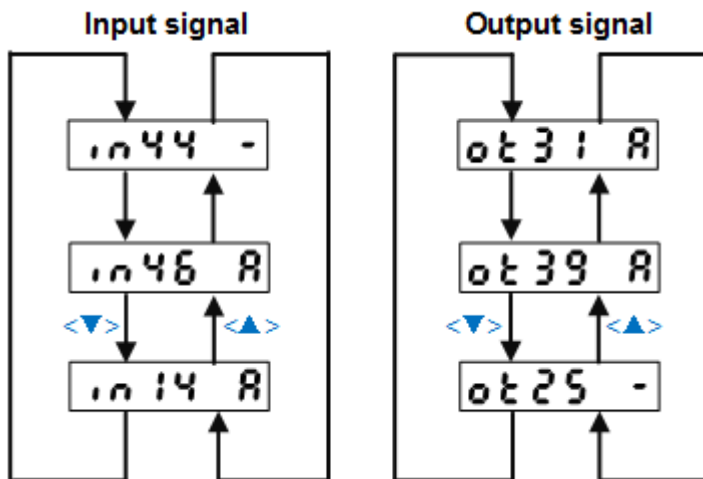 Input signal
Output signal
in44 -
ot31 A
in46 A
ot39 A
<▼>
<▲>
<▼>
<▲>
in14 A
ot25 -